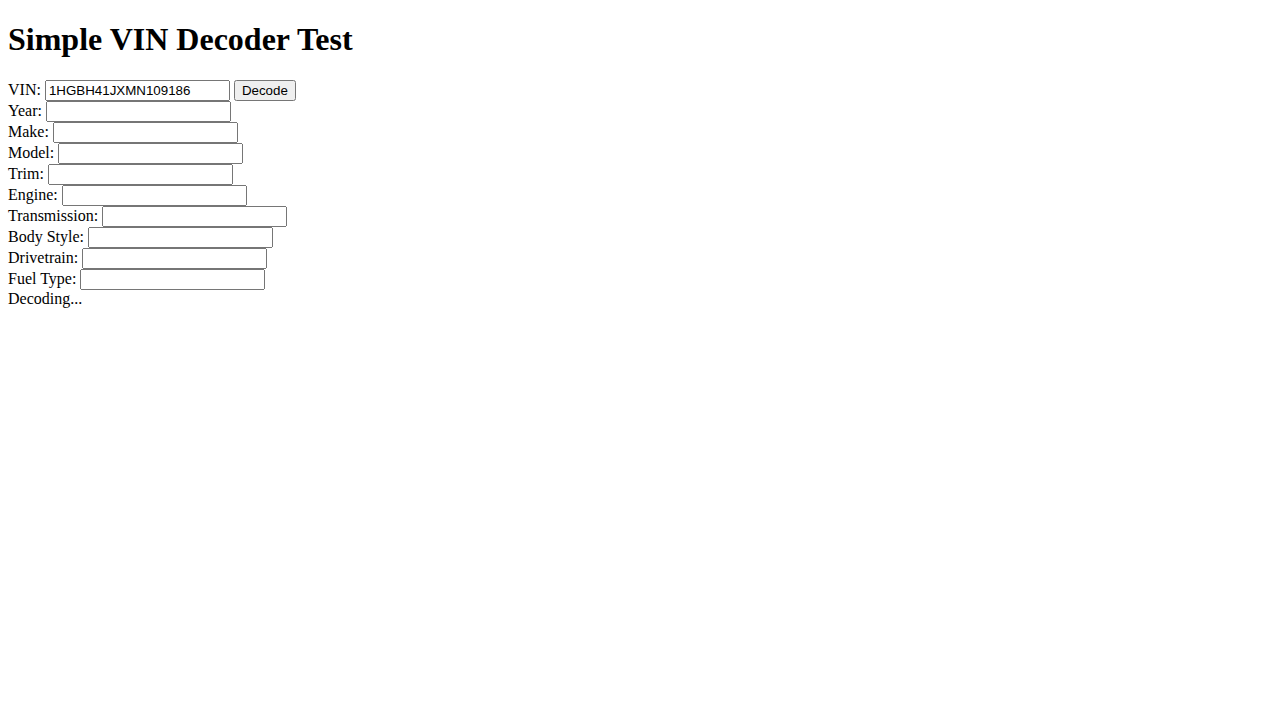 Simple VIN Decoder Test
VIN: 1HGBH41JXMN109186 Decode
Year:
Make:
Model:
Trim:
Engine:
Transmission:
Body Style:
Drivetrain:
Fuel Type:
Decoding...